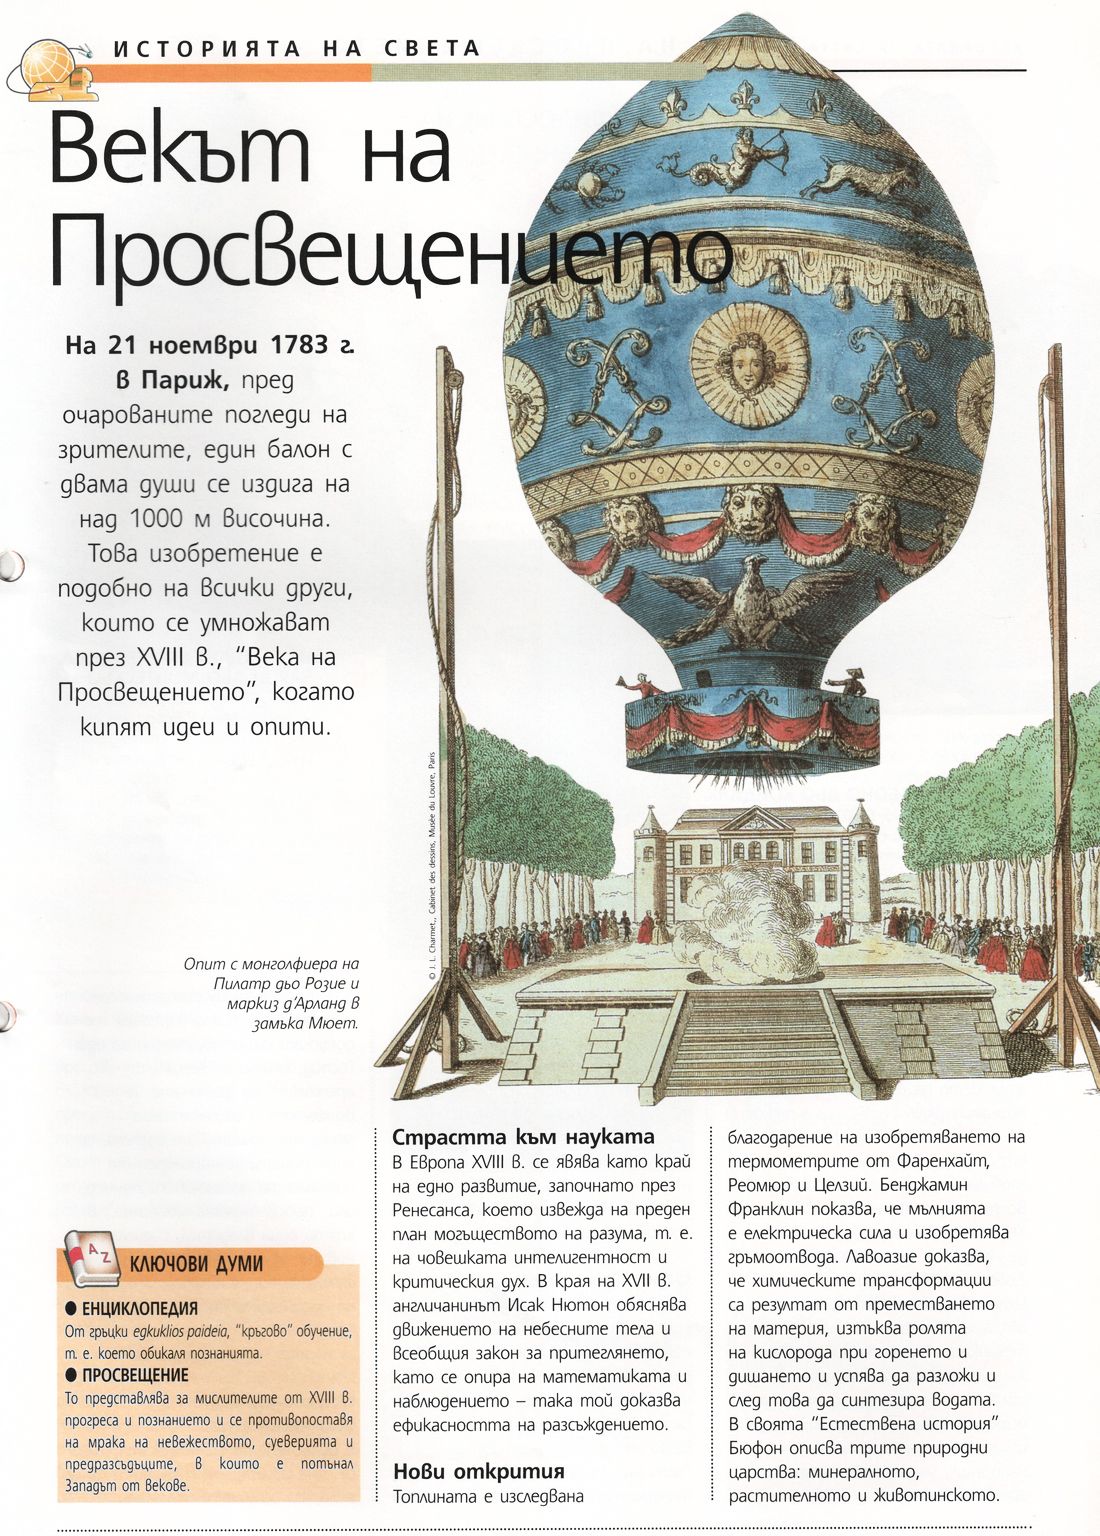 ИСТОРИЯТА НА СВЕТА
Векът на
Просвещението
На 21 ноември 1783 г.
в Париж, пред
очарованите погледи на
зрителите, един балон с
двама души се издига на
над 1000 м височина.
Това изобретение е
подобно на всички други,
които се умножават
през XVIII в., “Века на
Просвещението”, когато
кипят идеи и опити.
© J. L. Charmet., Cabinet des dessins, Musée du Louvre, Paris
Опит с монголфиера на
Пилатр дьо Розие и
маркиз д’Арланд в
замъка Мюет.
КЛЮЧОВИ ДУМИ
● ЕНЦИКЛОПЕДИЯ
От гръцки egkuklios paideia, “кръгово” обучение,
т. е. което обикаля познанията.
● ПРОСВЕЩЕНИЕ
То представлява за мислителите от XVIII в.
прогреса и познанието и се противопоставя
на мрака на невежеството, суеверията и
предразсъдъците, в които е потънал
Западът от векове.
Страстта към науката
В Европа XVIII в. се явява като край
на едно развитие, започнато през
Ренесанса, което извежда на преден
план могъществото на разума, т. е.
на човешката интелигентност и
критическия дух. В края на XVII в.
англичанинът Исак Нютон обяснява
движението на небесните тела и
всеобщия закон за притеглянето,
като се опира на математиката и
наблюдението – така той доказва
ефикасността на разсъждението.
Нови открития
Топлината е изследвана
благодарение на изобретяването на
термометрите от Фаренхайт,
Реомюр и Целзий. Бенджамин
Франклин показва, че мълнията
е електрическа сила и изобретява
гръмоотвода. Лавоазие доказва,
че химическите трансформации
са резултат от преместването
на материя, изтъква ролята
на кислорода при горенето и
дишането и успява да разложи и
след това да синтезира водата.
В своята “Естествена история”
Бюфон описва трите природни
царства: минералното,
растителното и животинското.